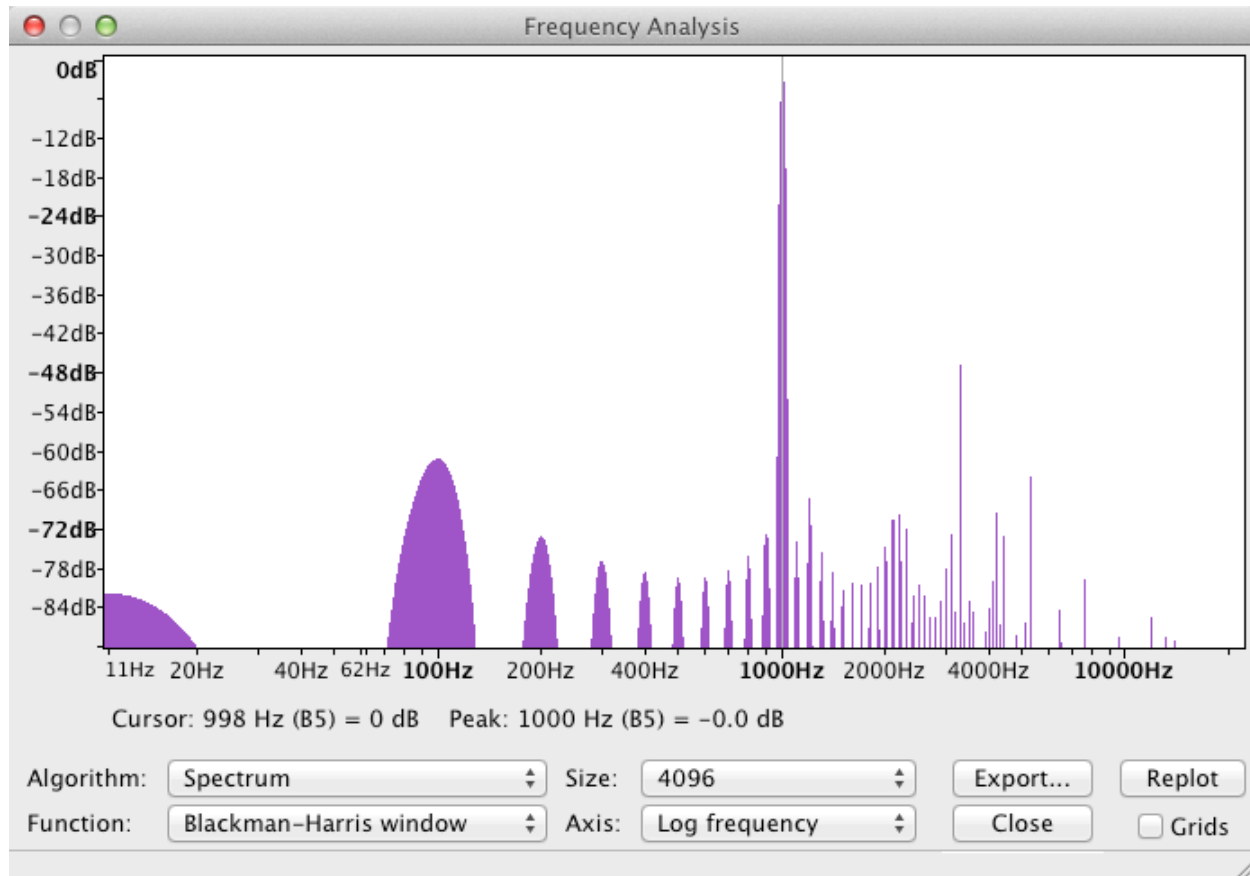 Frequency Analysis
0dB
-12dB
-18dB
-24dB
-30dB
-36dB
-42dB
-48dB
-54dB
-60dB
-66dB
-72dB
-78dB
-84dB
11Hz 20Hz 40Hz 62Hz 100Hz 200Hz 400Hz 1000Hz 2000Hz 4000Hz 10000Hz
Cursor: 998 Hz (B5) = 0 dB Peak: 1000 Hz (B5) = -0.0 dB
Algorithm: Spectrum Size: 4096 Export... Replot
Function: Blackman-Harris window Axis: Log frequency Close Grids